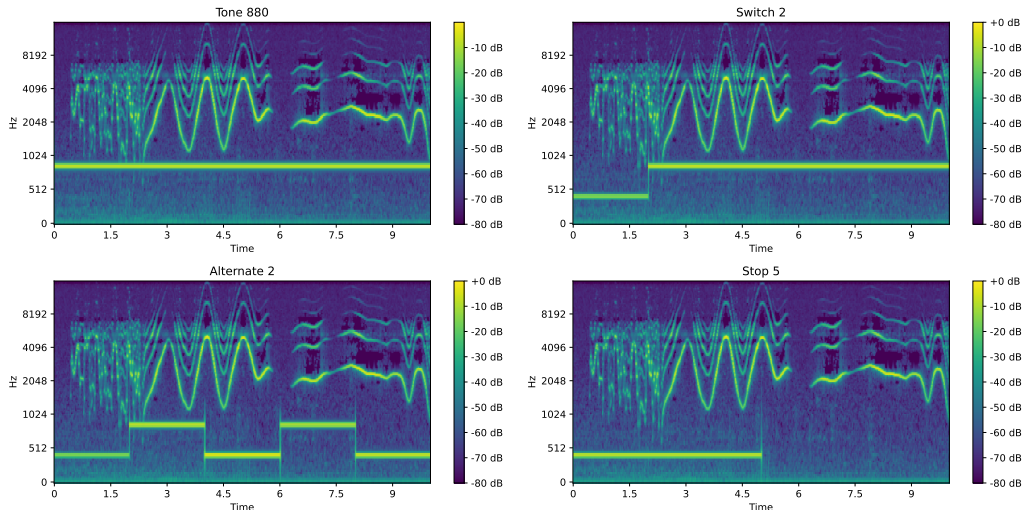 Tone 880
Hz
8192
4096
2048
1024
512
0
0
1.5
3
4.5
6
7.5
9
Time
-10 dB
-20 dB
-30 dB
-40 dB
-50 dB
-60 dB
-70 dB
-80 dB
Switch 2
Hz
8192
4096
2048
1024
512
0
0
1.5
3
4.5
6
7.5
9
Time
+0 dB
-10 dB
-20 dB
-30 dB
-40 dB
-50 dB
-60 dB
-70 dB
-80 dB
Alternate 2
Hz
8192
4096
2048
1024
512
0
0
1.5
3
4.5
6
7.5
9
Time
+0 dB
-10 dB
-20 dB
-30 dB
-40 dB
-50 dB
-60 dB
-70 dB
-80 dB
Stop 5
Hz
8192
4096
2048
1024
512
0
0
1.5
3
4.5
6
7.5
9
Time
+0 dB
-10 dB
-20 dB
-30 dB
-40 dB
-50 dB
-60 dB
-70 dB
-80 dB